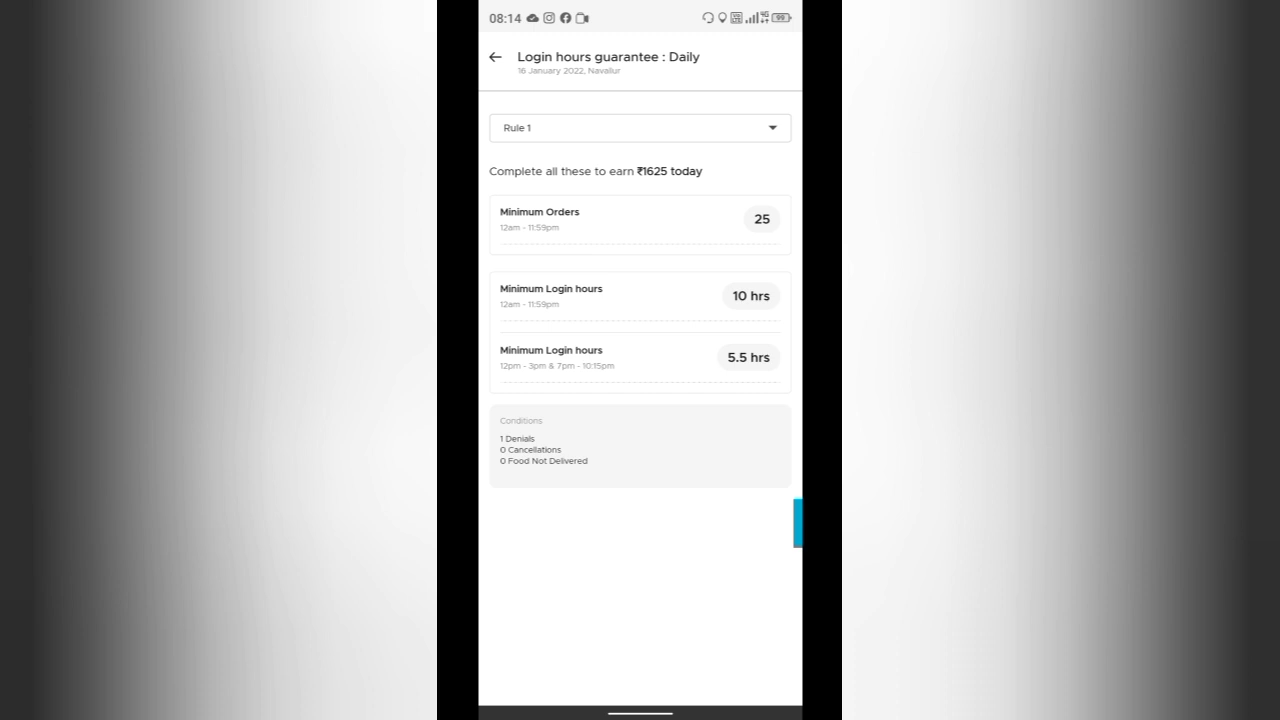 08:14
Login hours guarantee : Daily
16 January 2022, Navallur
Rule 1
Complete all these to earn ₹1625 today
Minimum Orders
12am - 11:59pm
25
Minimum Login hours
12am - 11:59pm
10 hrs
Minimum Login hours
12pm - 3pm & 7pm - 10:15pm
5.5 hrs
Conditions
1 Denials
0 Cancellations
0 Food Not Delivered